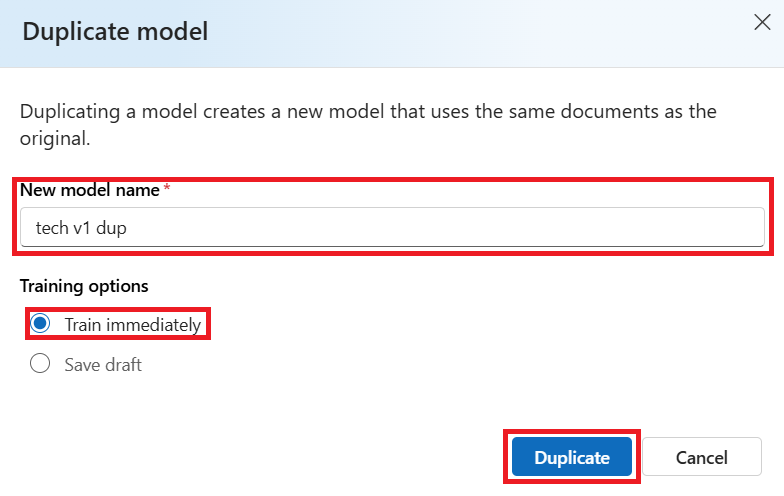 Duplicate model
Duplicating a model creates a new model that uses the same documents as the
original.
New model name *
tech v1 dup
Training options
Train immediately
Save draft
Duplicate
Cancel